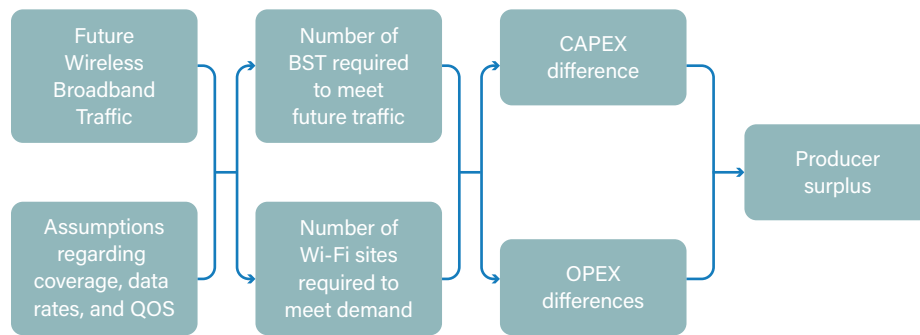 Future
Wireless
Broadband
Traffic
Assumptions
regarding
coverage, data
rates, and QOS
Number of
BST required
to meet
future traffic
Number of
Wi-Fi sites
required to
meet demand
CAPEX
difference
OPEX
differences
Producer
surplus